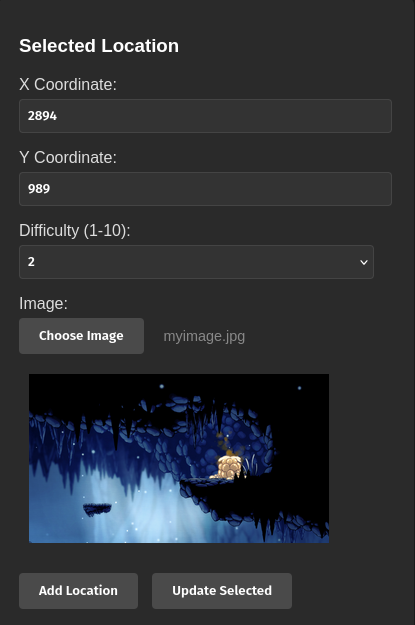 Selected Location
X Coordinate:
2894
Y Coordinate:
989
Difficulty (1-10):
2
Image:
Choose Image myimage.jpg
Add Location Update Selected